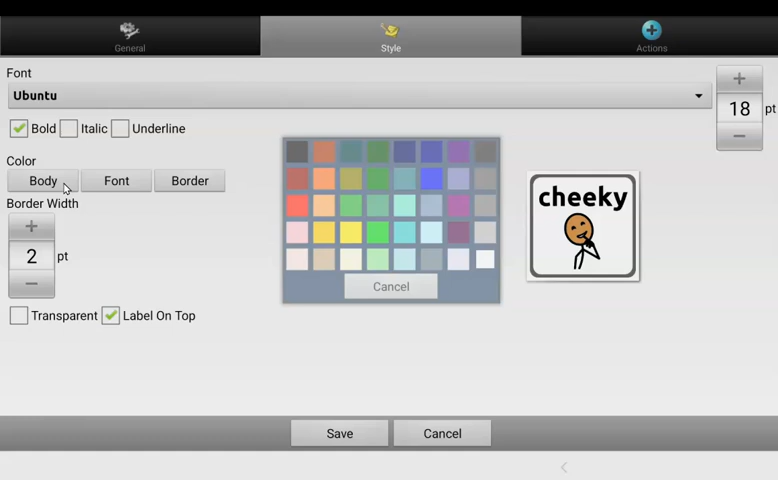 General
Style
Actions
Font
Ubuntu
18 pt
Bold Italic Underline
Color
Body Font Border
Border Width
2 pt
Transparent Label On Top
Cancel
cheeky
Save Cancel